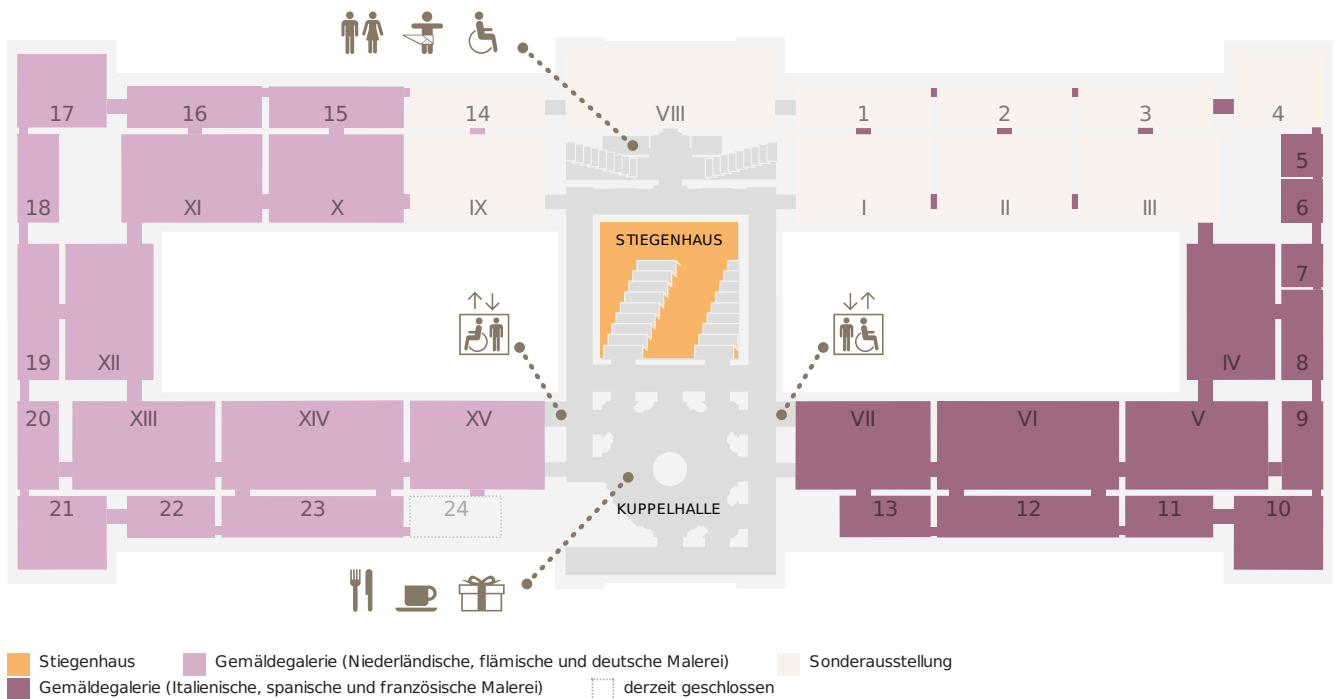 17 16 15 14 VIII 1 2 3 4
5
18 XI X IX I II III 6
STIEGENHAUS
7
19 XII IV 8
20 XIII XIV XV VII VI V 9
21 22 23 24 KUPPELHALLE 13 12 11 10
Stiegenhaus Gemäldegalerie (Niederländische, flämische und deutsche Malerei) Sonderausstellung
Gemäldegalerie (Italienische, spanische und französische Malerei) derzeit geschlossen